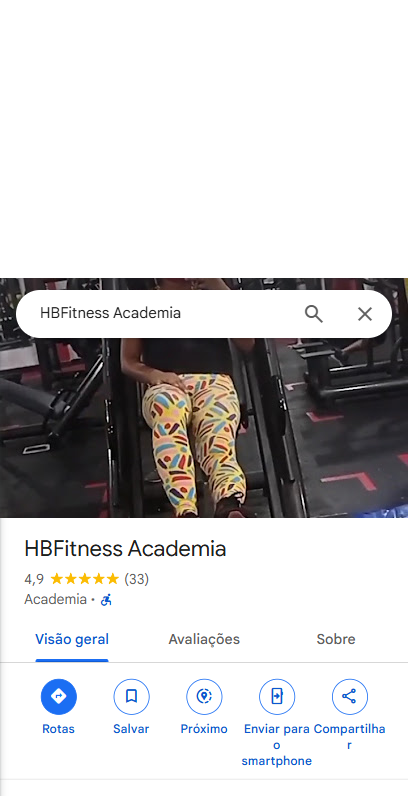 HBFitness Academia
HBFitness Academia
4,9 (33)
Academia •
Visão geral Avaliações Sobre
Rotas Salvar Próximo Enviar para o smartphone Compartilhar